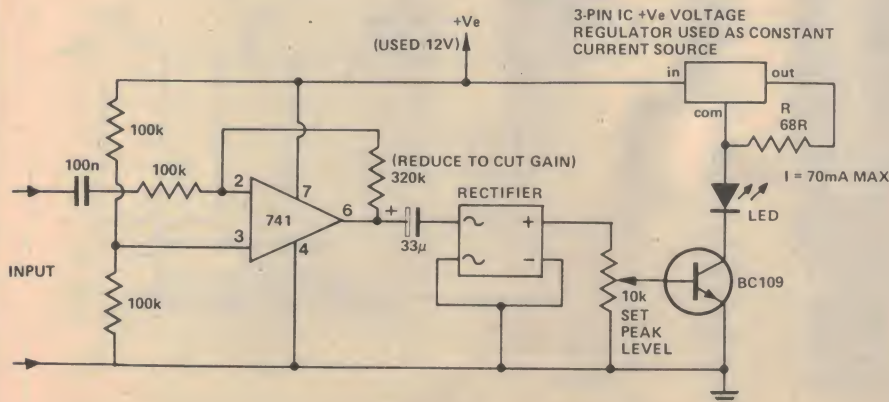 3-PIN IC +Ve VOLTAGE
REGULATOR USED AS CONSTANT
CURRENT SOURCE
+Ve
(USED 12V)
in
out
com
R
68R
I = 70mA MAX
LED
100k
100n
100k
2
7
741
6
3
4
(REDUCE TO CUT GAIN)
320k
+
33μ
RECTIFIER
+
−
10k
SET
PEAK
LEVEL
BC109
INPUT
100k